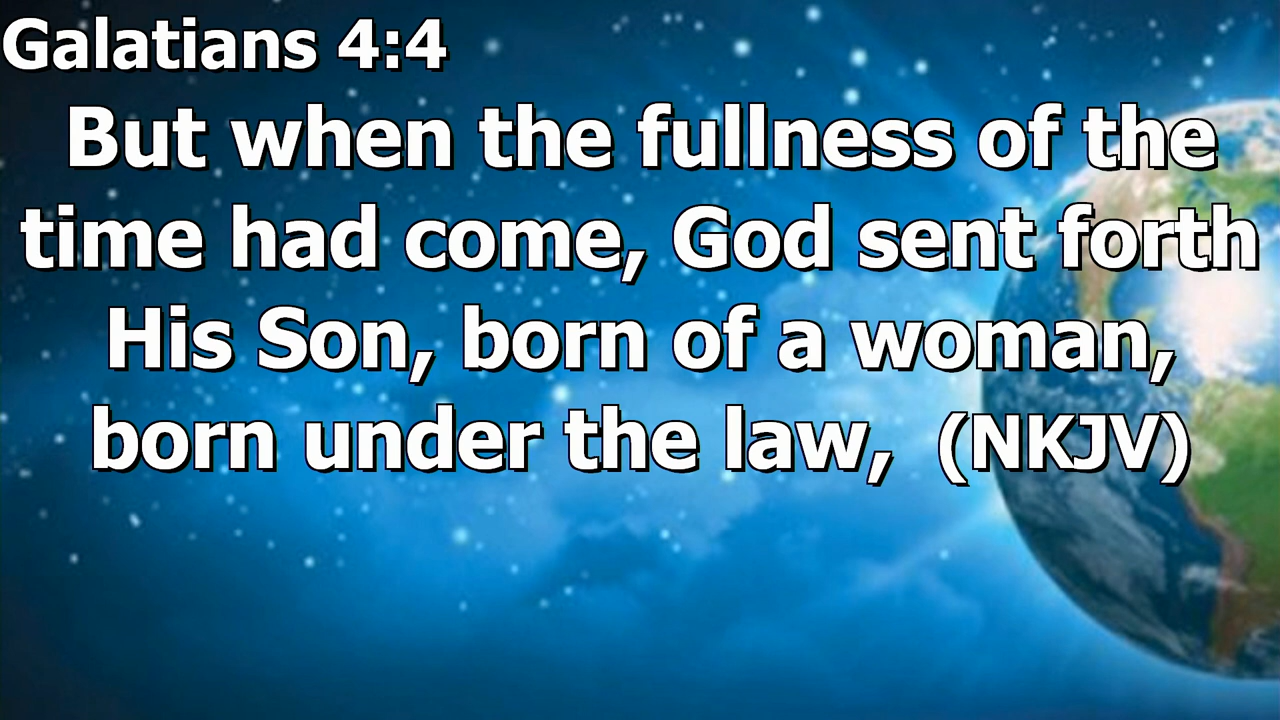 Galatians 4:4
But when the fullness of the
time had come, God sent forth
His Son, born of a woman,
born under the law,  (NKJV)